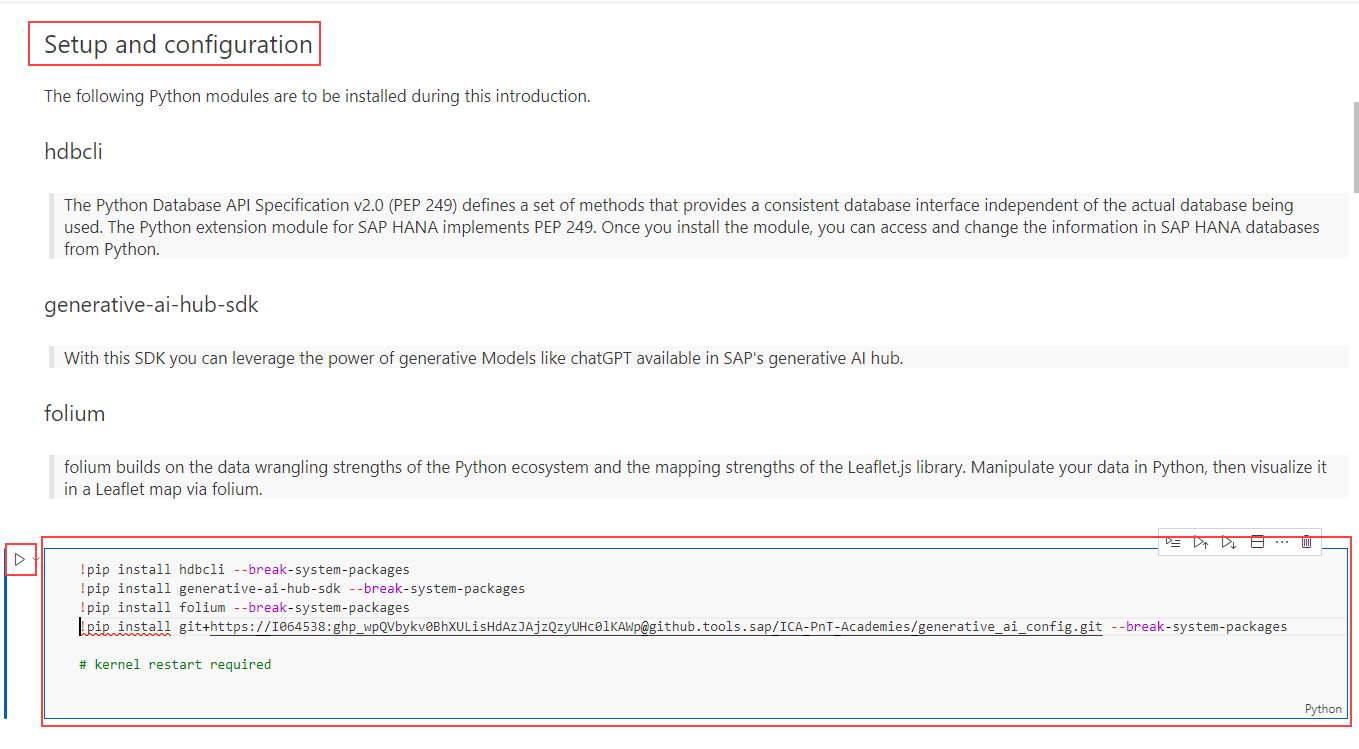 Setup and configuration
The following Python modules are to be installed during this introduction.
hdbcli
The Python Database API Specification v2.0 (PEP 249) defines a set of methods that provides a consistent database interface independent of the actual database being
used. The Python extension module for SAP HANA implements PEP 249. Once you install the module, you can access and change the information in SAP HANA databases
from Python.
generative-ai-hub-sdk
With this SDK you can leverage the power of generative Models like chatGPT available in SAP's generative AI hub.
folium
folium builds on the data wrangling strengths of the Python ecosystem and the mapping strengths of the Leaflet.js library. Manipulate your data in Python, then visualize it
in a Leaflet map via folium.
!pip install hdbcli --break-system-packages
!pip install generative-ai-hub-sdk --break-system-packages
!pip install folium --break-system-packages
!pip install git+https://I064538: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@github.tools.sap/ICA-PnT-Academies/generative_ai_config.git --break-system-packages
# kernel restart required
Python